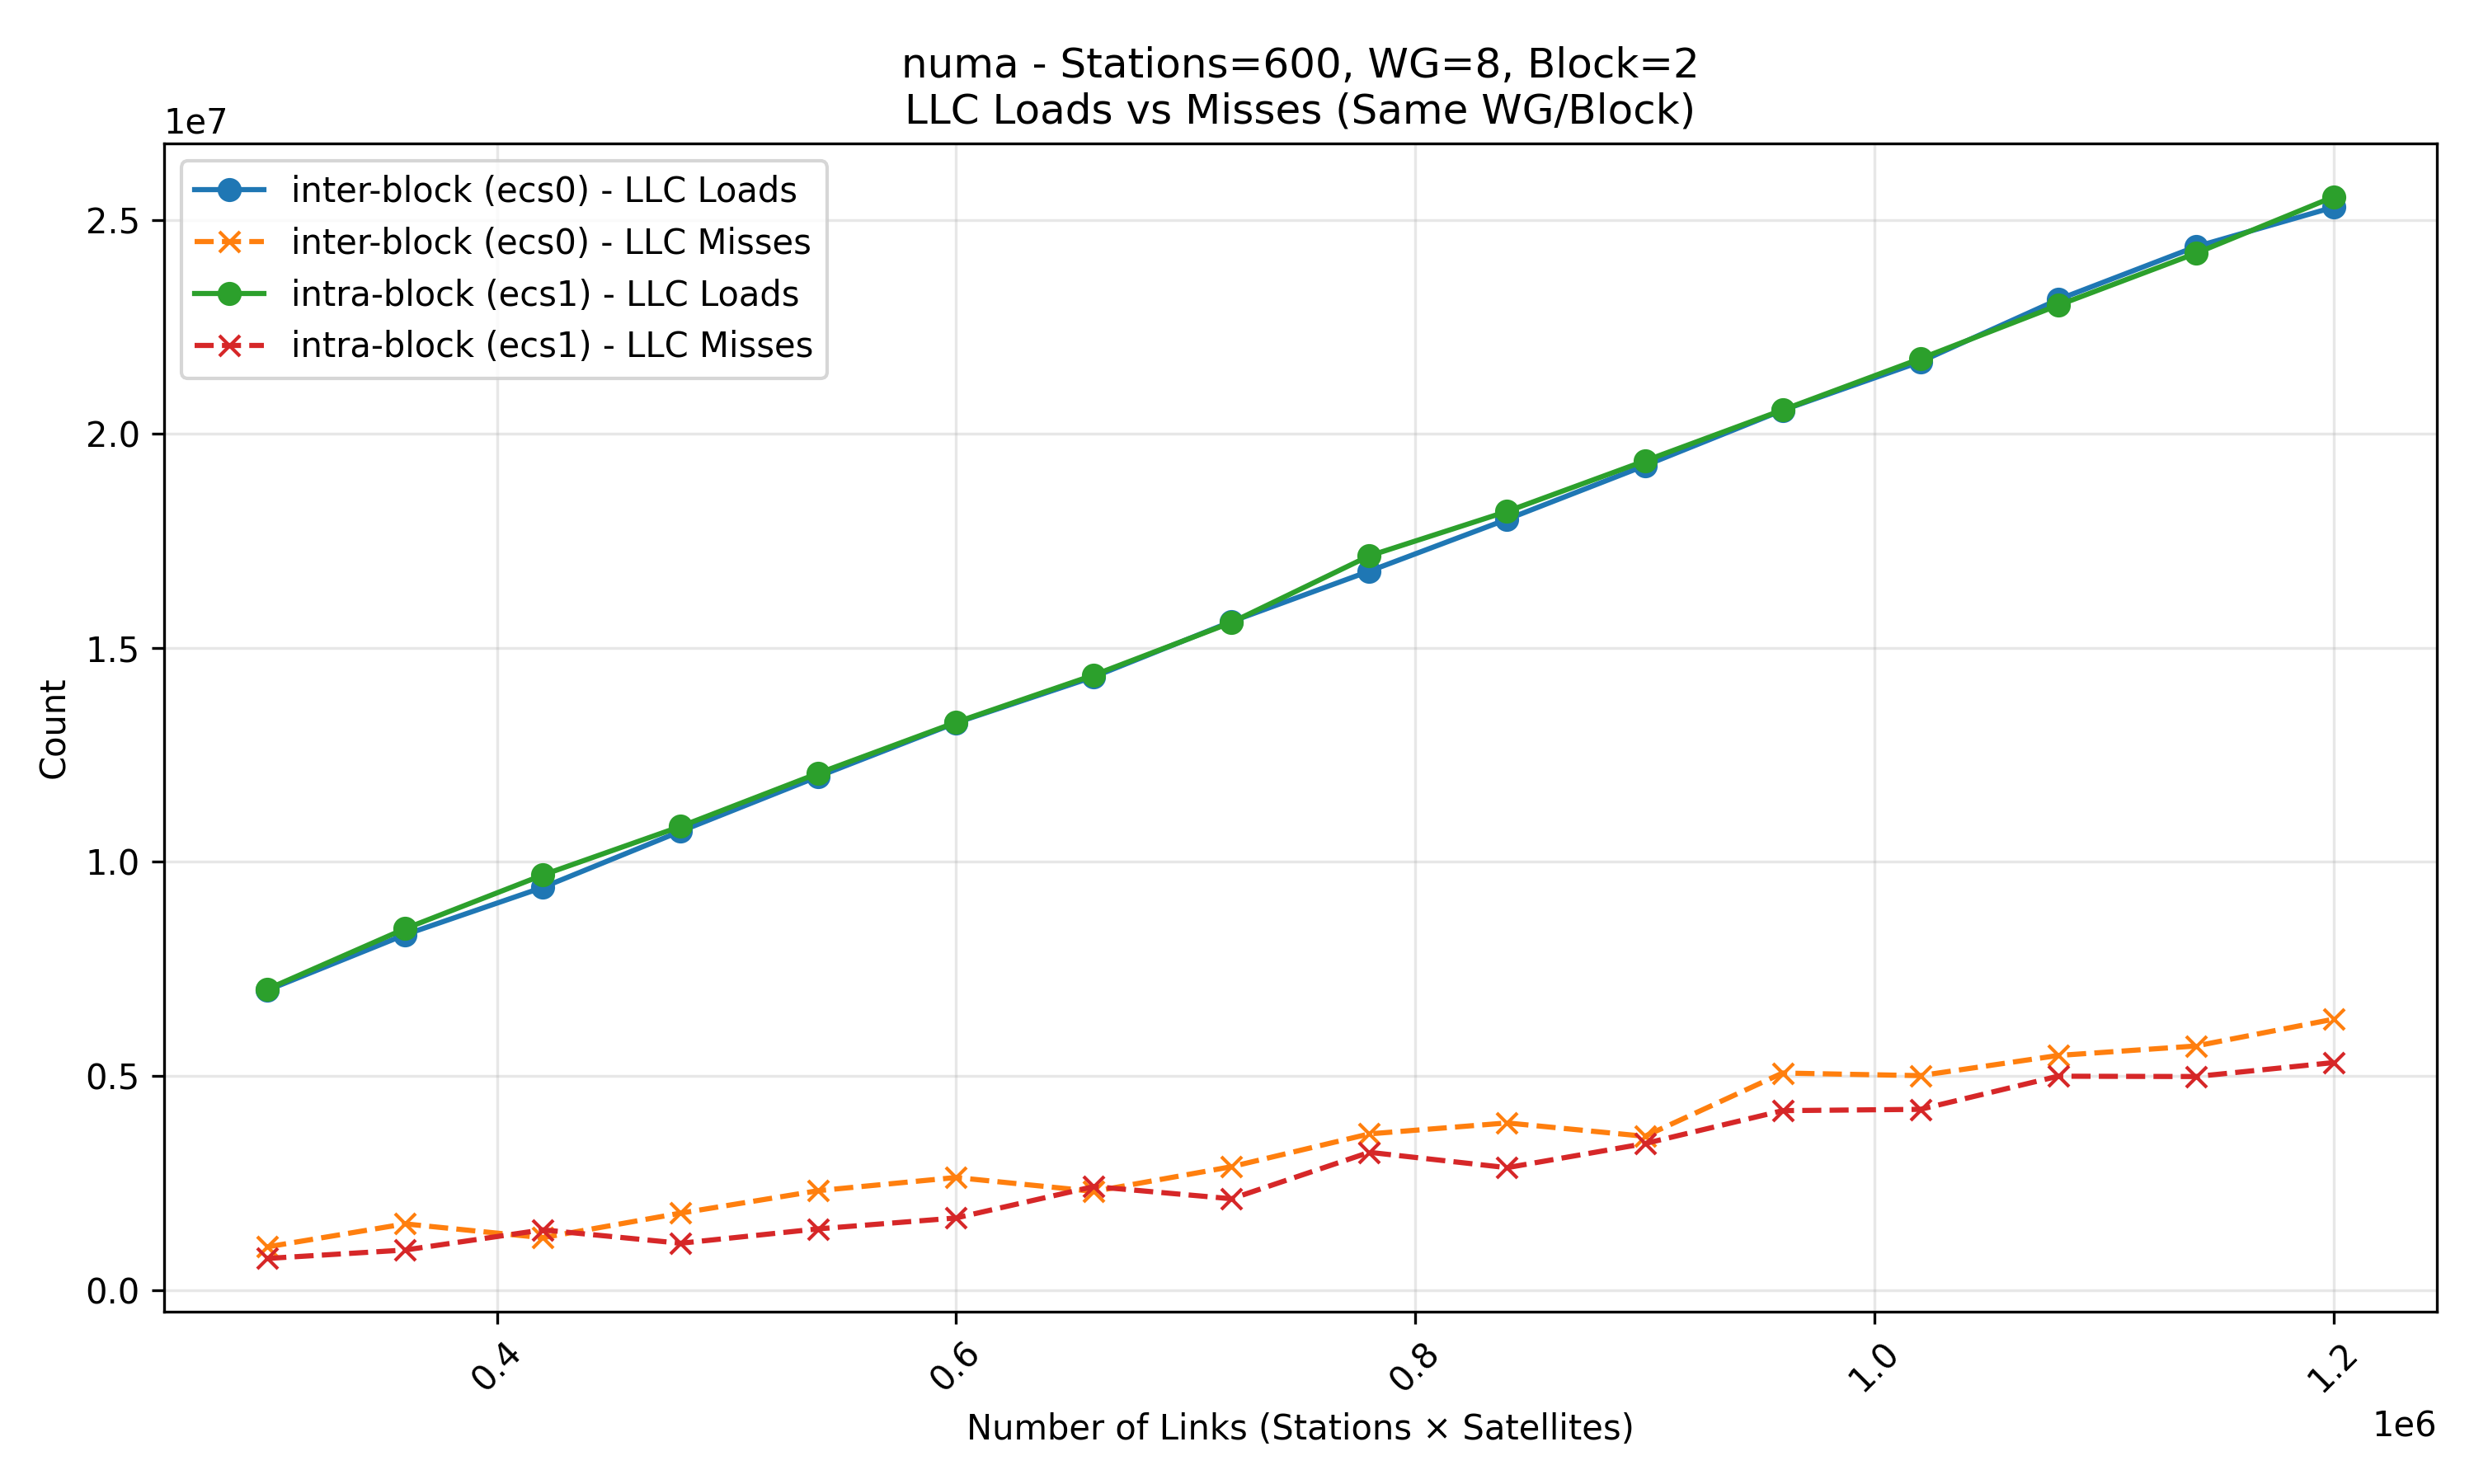 numa - Stations=600, WG=8, Block=2
LLC Loads vs Misses (Same WG/Block)
1e7
inter-block (ecs0) - LLC Loads
inter-block (ecs0) - LLC Misses
intra-block (ecs1) - LLC Loads
intra-block (ecs1) - LLC Misses
2.5
2.0
1.5
1.0
0.5
0.0
Count
0.4
0.6
0.8
1.0
1.2
Number of Links (Stations × Satellites)
1e6